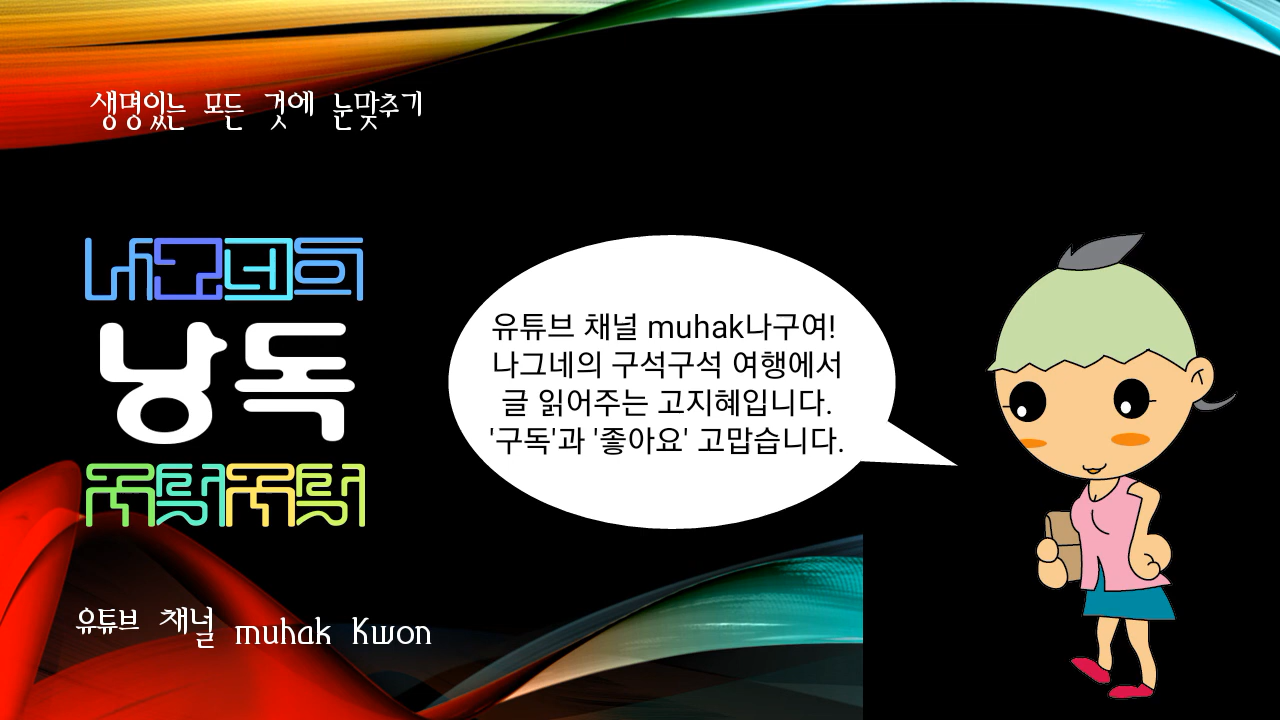 생명있는 모든 것에 눈맞추기
나그네의
낭독
구석구석
유튜브 채널 muhak나구여!
나그네의 구석구석 여행에서
글 읽어주는 고지혜입니다.
'구독'과 '좋아요' 고맙습니다.
유튜브 채널 muhak Kwon